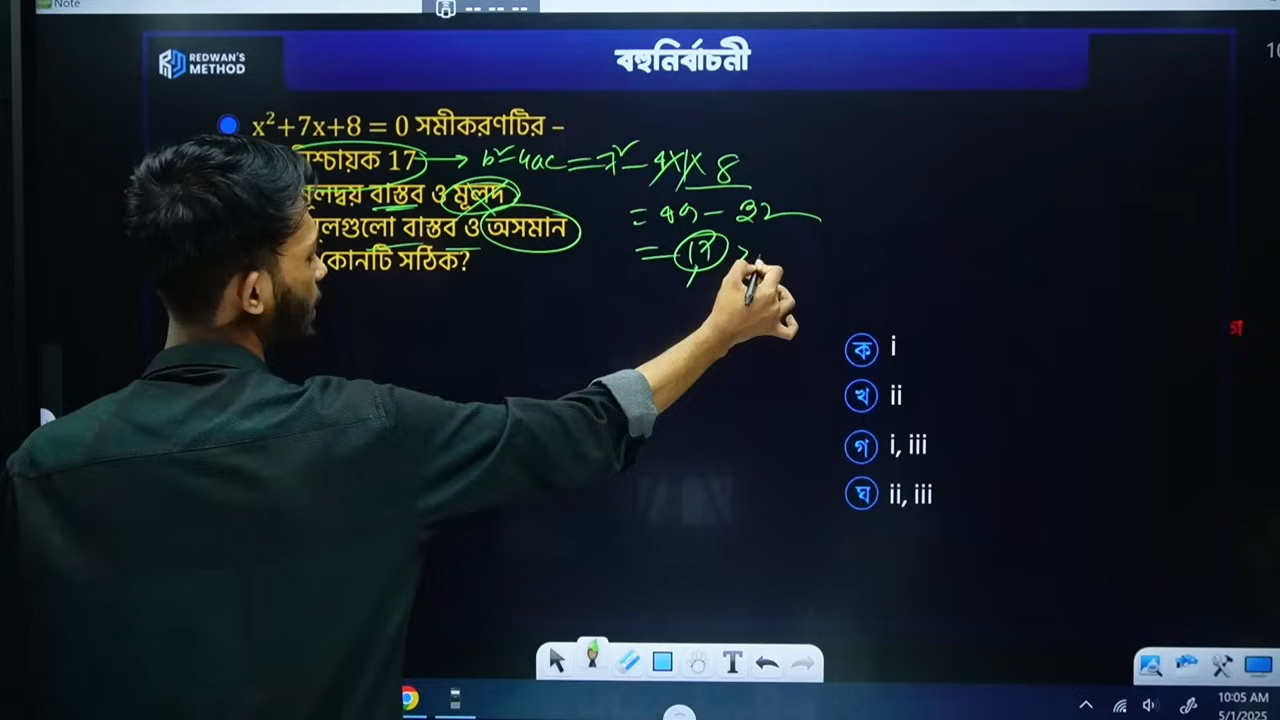 Note
REDWAN'S
METHOD
বহুনির্বাচনী
x²+7x+8 = 0 সমীকরণটির –
শ্চায়ক 17 → b²-4ac = 7² - 4×1×8
লদ্বয় বাস্তব ও মূলদ
= 49 - 32
লগুলো বাস্তব ও অসমান
= 17 >
কোনটি সঠিক?
ক i
গ
খ ii
গ i, iii
ঘ ii, iii
T
10:05 AM
5/1/2025